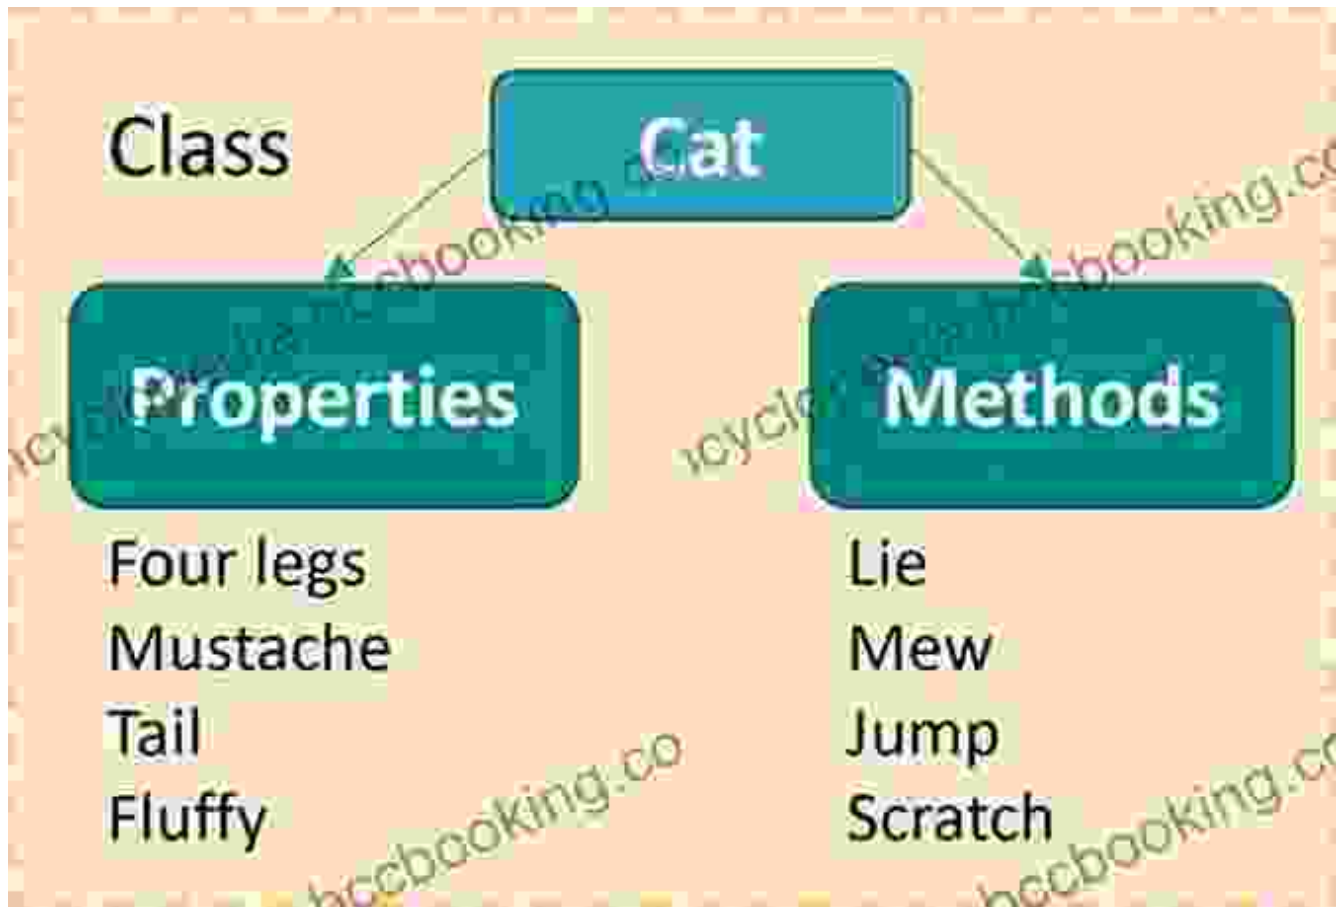 Class
Cat
Properties
Methods
Four legs
Mustache
Tail
Fluffy
Lie
Mew
Jump
Scratch